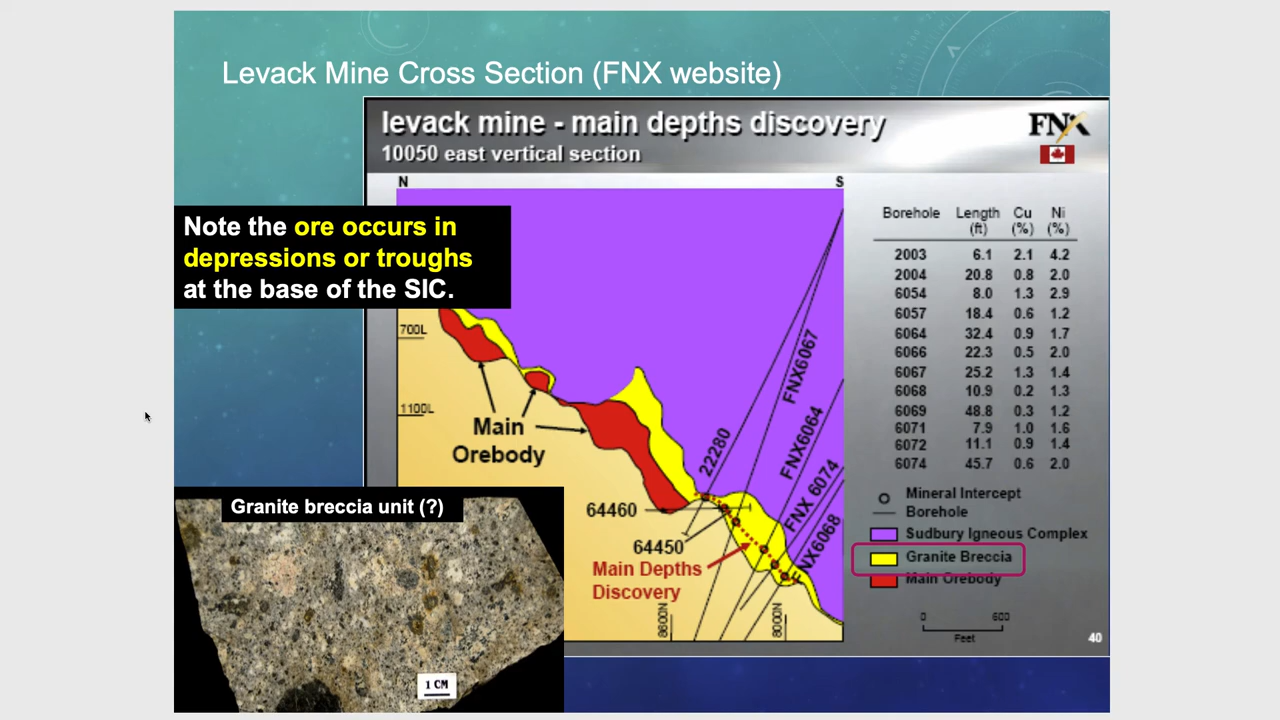 Levack Mine Cross Section (FNX website)
levack mine - main depths discovery
10050 east vertical section
FNX
N
S
Note the ore occurs in
depressions or troughs
at the base of the SIC.
700L
1100L
Main
Orebody
64460
64450
Main Depths
Discovery
22280
FNX6067
FNX6064
FNX 6074
FNX6068
8600N
8000N
Borehole Length Cu Ni
(ft) (%) (%)
2003 6.1 2.1 4.2
2004 20.8 0.8 2.0
6054 8.0 1.3 2.9
6057 18.4 0.6 1.2
6064 32.4 0.9 1.7
6066 22.3 0.5 2.0
6067 25.2 1.3 1.4
6068 10.9 0.2 1.3
6069 48.8 0.3 1.2
6071 7.9 1.0 1.6
6072 11.1 0.9 1.4
6074 45.7 0.6 2.0
Mineral Intercept
Borehole
Sudbury Igneous Complex
Granite Breccia
Main Orebody
0 600
Feet
40
Granite breccia unit (?)
1 CM